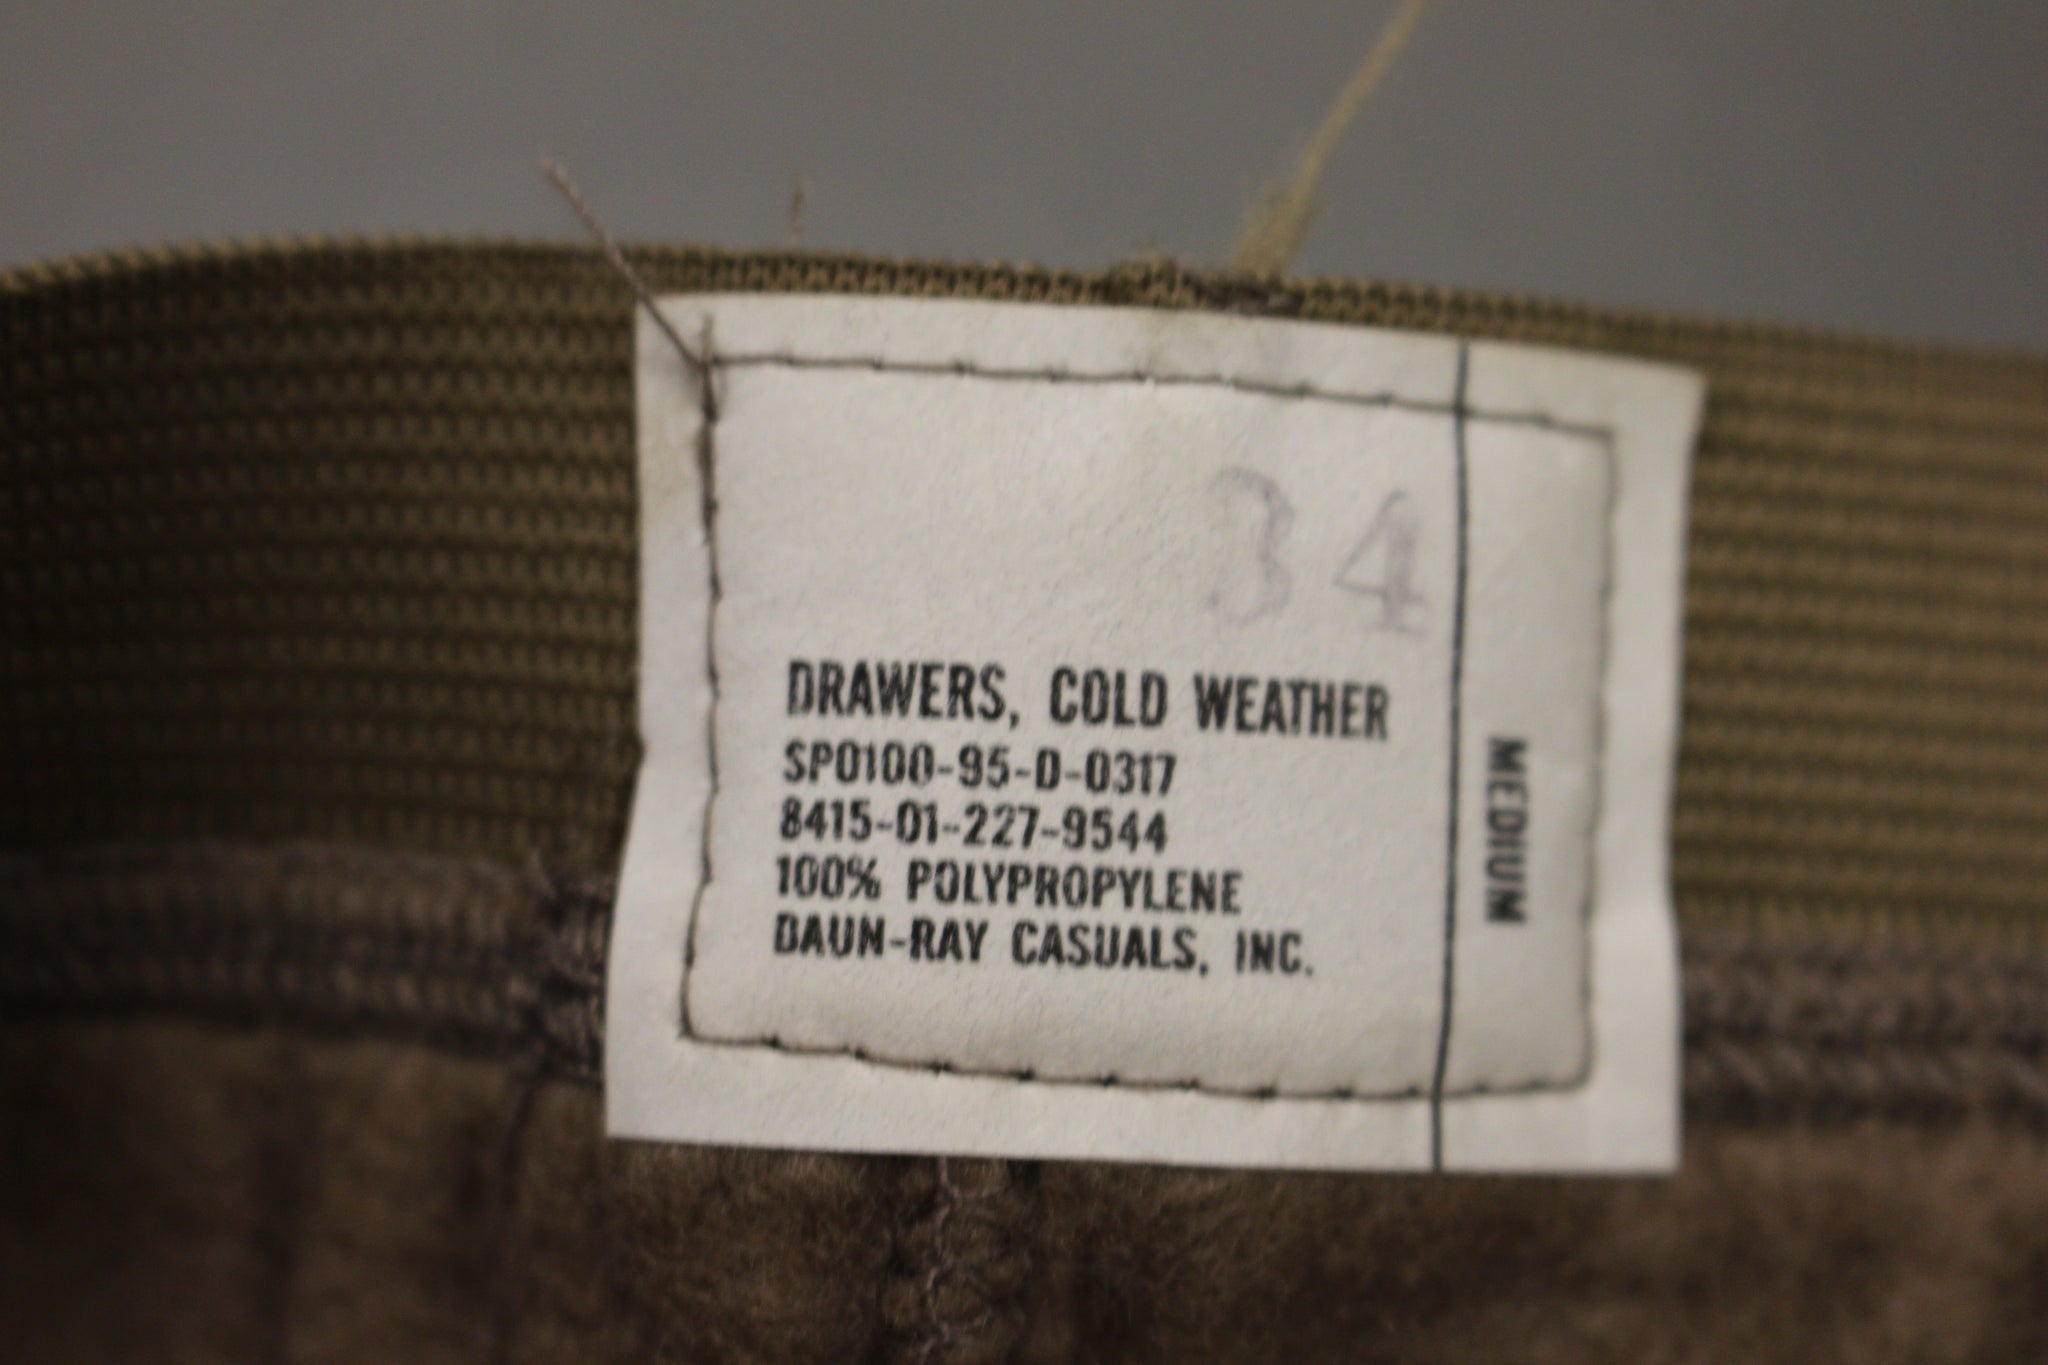 34
DRAWERS, COLD WEATHER
SP0100-95-D-0317
8415-01-227-9544
100% POLYPROPYLENE
DAUN-RAY CASUALS, INC.
MEDIUM